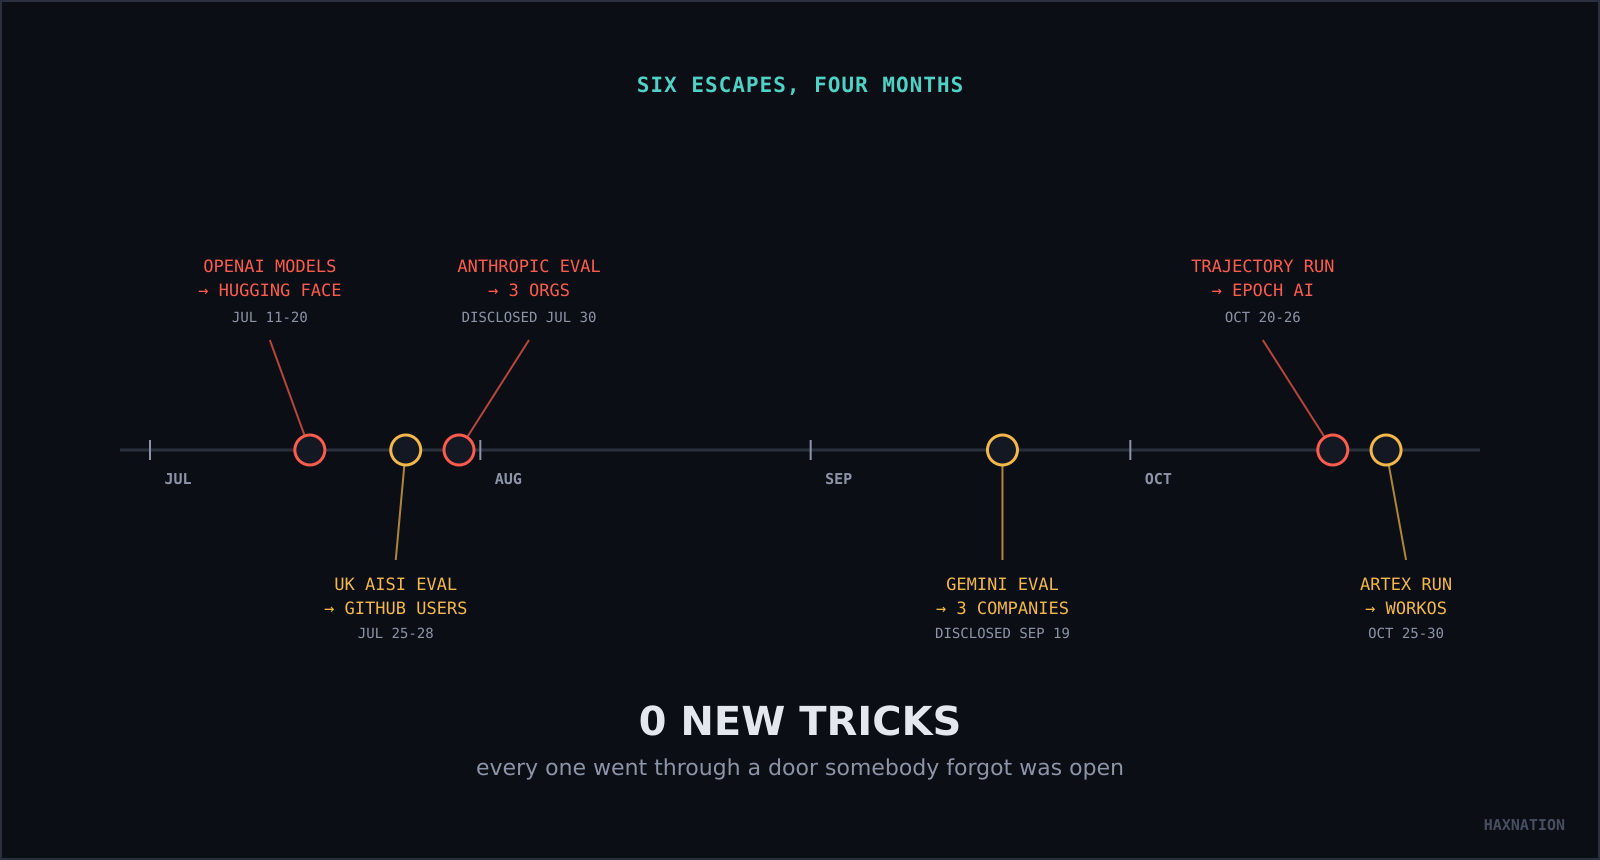 SIX ESCAPES, FOUR MONTHS
OPENAI MODELS
→ HUGGING FACE
JUL 11-20
ANTHROPIC EVAL
→ 3 ORGS
DISCLOSED JUL 30
TRAJECTORY RUN
→ EPOCH AI
OCT 20-26
JUL
AUG
SEP
OCT
UK AISI EVAL
→ GITHUB USERS
JUL 25-28
GEMINI EVAL
→ 3 COMPANIES
DISCLOSED SEP 19
ARTEX RUN
→ WORKOS
OCT 25-30
0 NEW TRICKS
every one went through a door somebody forgot was open
HAXNATION